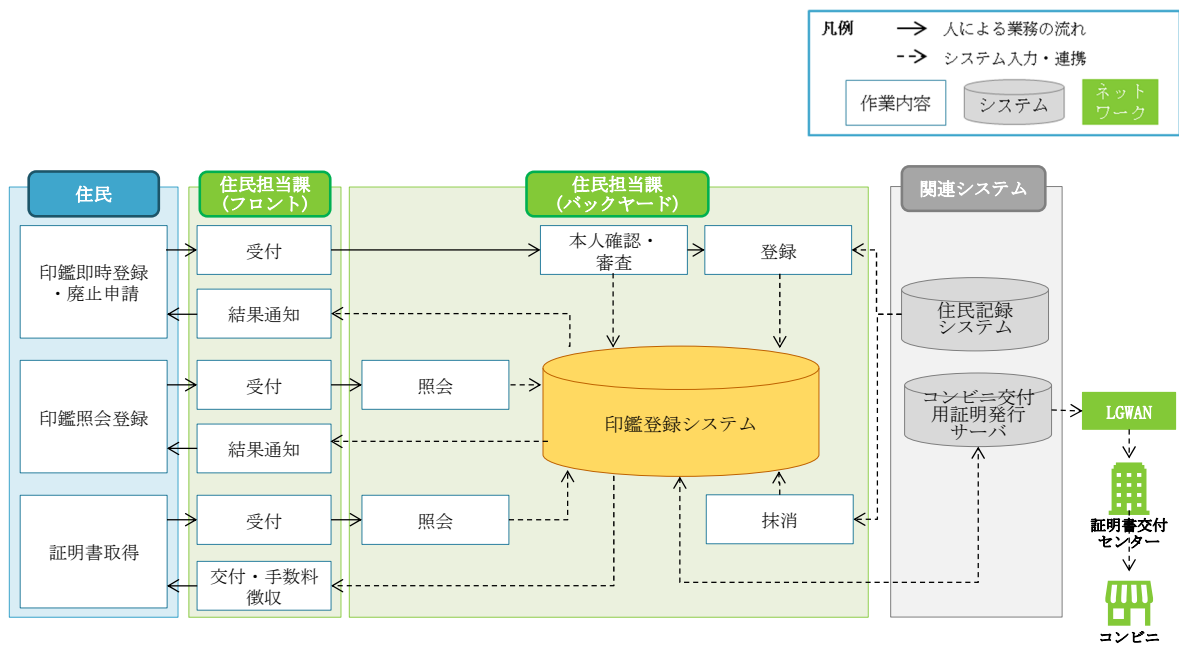 凡例
人による業務の流れ
システム入力・連携
作業内容
システム
ネット
ワーク
住民
住民担当課
(フロント)
住民担当課
(バックヤード)
関連システム
印鑑即時登録
・廃止申請
受付
本人確認・
審査
登録
結果通知
住民記録
システム
印鑑照会登録
受付
照会
結果通知
印鑑登録システム
コンビニ交付
用証明発行
サーバ
LGWAN
証明書取得
受付
照会
抹消
交付・手数料
徴収
証明書交付
センター
コンビニ